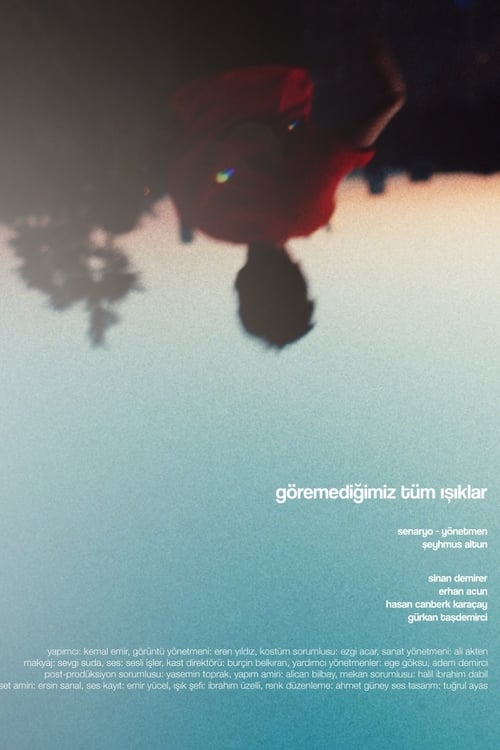 göremediğimiz tüm ışıklar
senaryo - yönetmen
şeyhmus altun
sinan demirer
erhan acun
hasan canberk karaçay
gürkan taşdemirci
yapımcı: kemal emir, görüntü yönetmeni: eren yıldız, kostüm sorumlusu: ezgi acar, sanat yönetmeni: ali akten
makyaj: sevgi suda, ses: sesli işler, kast direktörü: burçin belkıran, yardımcı yönetmenler: ege göksu, adem demirci
post-prodüksiyon sorumlusu: yasemin toprak, yapım amiri: alican bilbay, mekan sorumlusu: halil ibrahim dabil
set amiri: ersin sanal, ses kayıt: emir yücel, ışık şefi: ibrahim üzelli, renk düzenleme: ahmet güney ses tasarım: tuğrul ayas